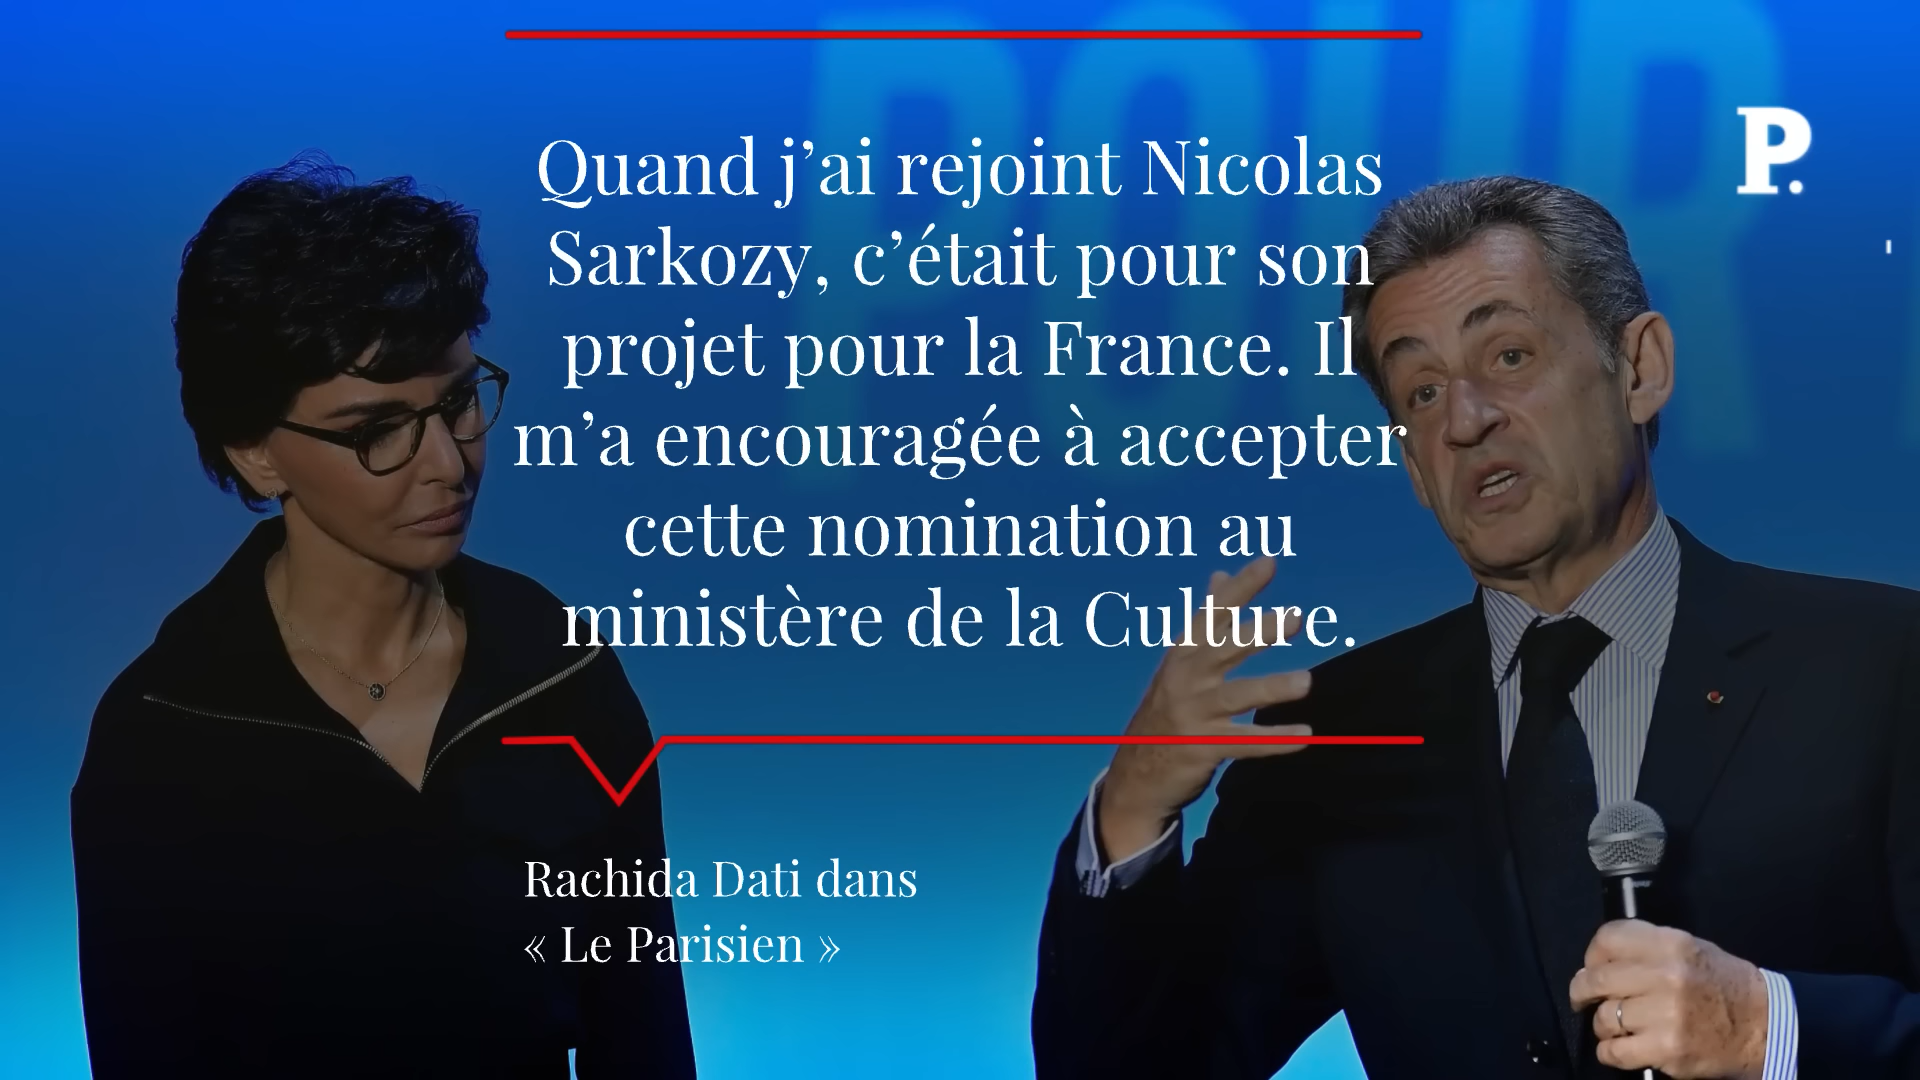 POUR
P.
Quand j’ai rejoint Nicolas
Sarkozy, c’était pour son
projet pour la France. Il
m’a encouragée à accepter
cette nomination au
ministère de la Culture.
Rachida Dati dans
« Le Parisien »